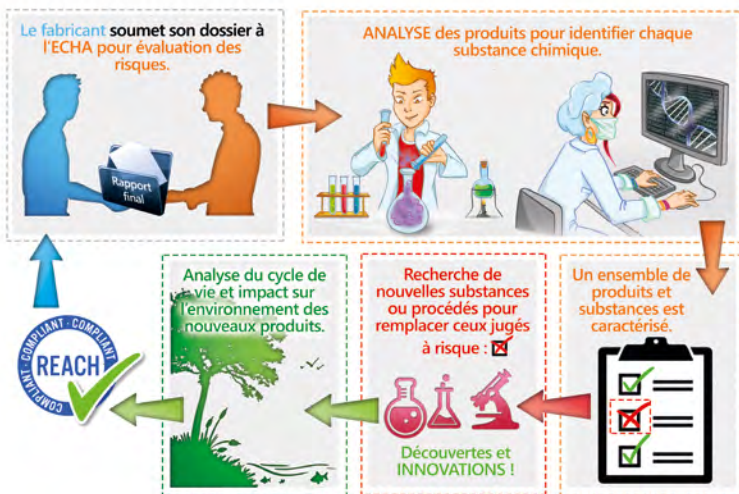 Le fabricant soumet son dossier à
l'ECHA pour évaluation des
risques.
Rapport
final
ANALYSE des produits pour identifier chaque
substance chimique.
Un ensemble de
produits et
substances est
caractérisé.
Recherche de
nouvelles substances
ou procédés pour
remplacer ceux jugés
à risque :
Découvertes et
INNOVATIONS !
Analyse du cycle de
vie et impact sur
l'environnement des
nouveaux produits.
COMPLIANT · COMPLIANT · COMPLIANT
REACH